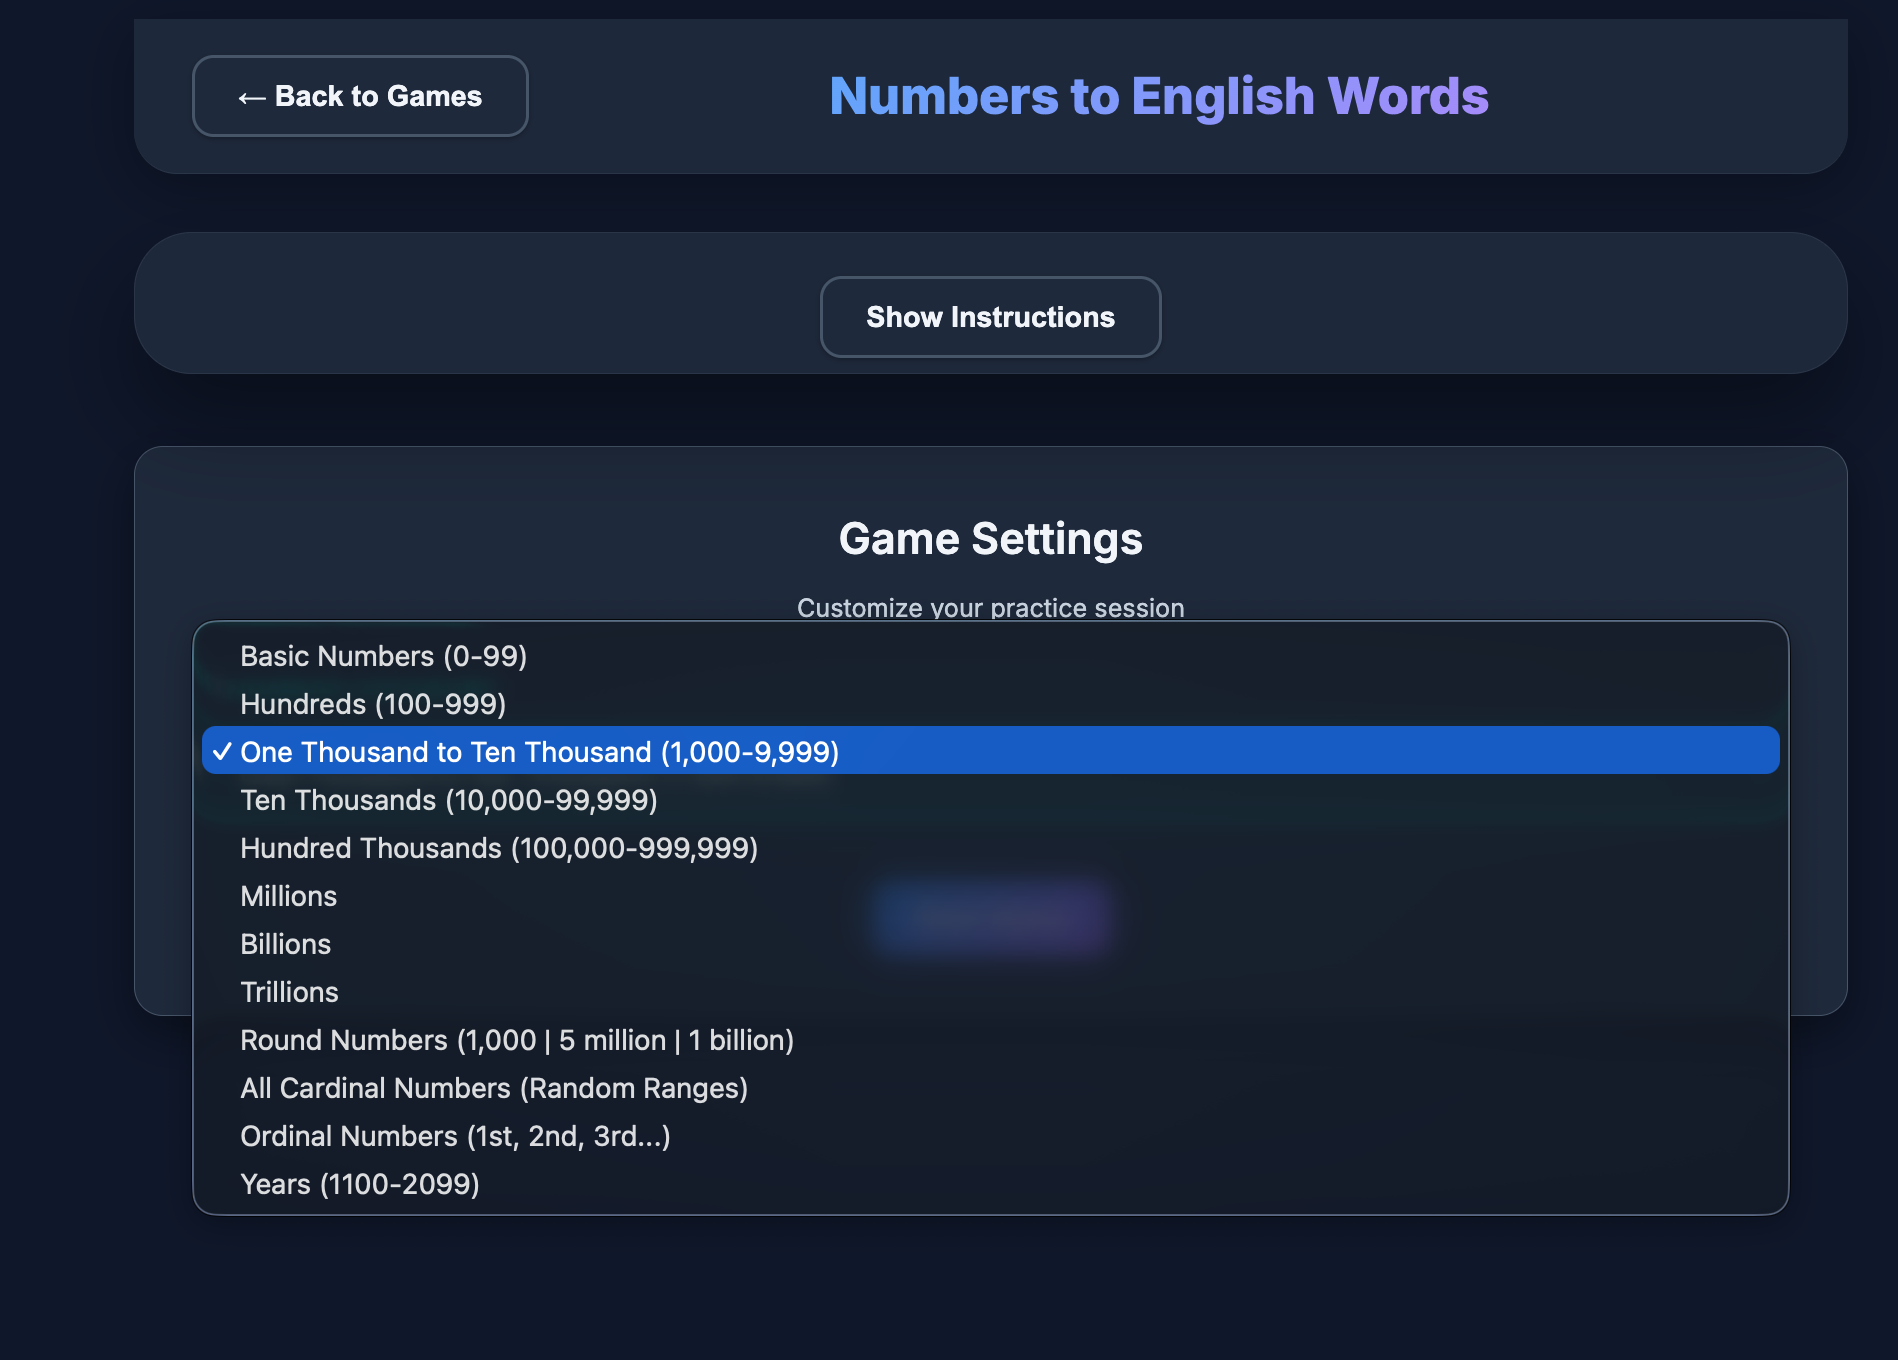 ← Back to Games
Numbers to English Words
Show Instructions
Game Settings
Customize your practice session
Basic Numbers (0-99)
Hundreds (100-999)
✓ One Thousand to Ten Thousand (1,000-9,999)
Ten Thousands (10,000-99,999)
Hundred Thousands (100,000-999,999)
Millions
Billions
Trillions
Round Numbers (1,000 | 5 million | 1 billion)
All Cardinal Numbers (Random Ranges)
Ordinal Numbers (1st, 2nd, 3rd...)
Years (1100-2099)